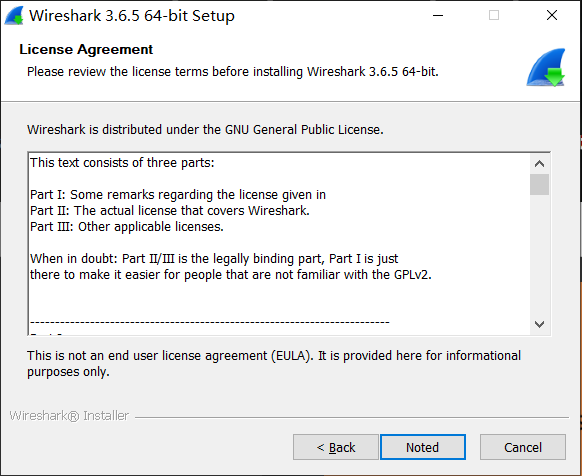 Wireshark 3.6.5 64-bit Setup
License Agreement
Please review the license terms before installing Wireshark 3.6.5 64-bit.
Wireshark is distributed under the GNU General Public License.
This text consists of three parts:
Part I: Some remarks regarding the license given in
Part II: The actual license that covers Wireshark.
Part III: Other applicable licenses.
When in doubt: Part II/III is the legally binding part, Part I is just
there to make it easier for people that are not familiar with the GPLv2.
------------------------------------------------------------------------
This is not an end user license agreement (EULA). It is provided here for informational
purposes only.
Wireshark® Installer
< Back
Noted
Cancel